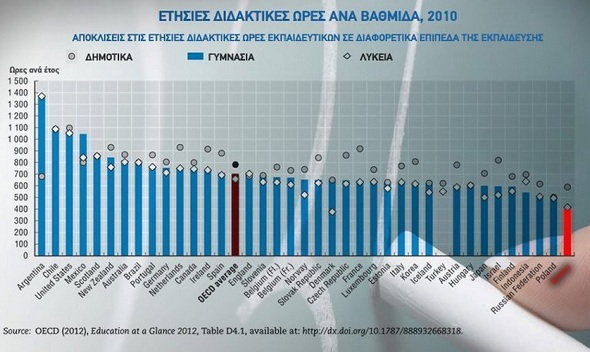 ΕΤΗΣΙΕΣ ΔΙΔΑΚΤΙΚΕΣ ΩΡΕΣ ΑΝΑ ΒΑΘΜΙΔΑ, 2010
ΑΠΟΚΛΙΣΕΙΣ ΣΤΙΣ ΕΤΗΣΙΕΣ ΔΙΔΑΚΤΙΚΕΣ ΩΡΕΣ ΕΚΠΑΙΔΕΥΤΙΚΩΝ ΣΕ ΔΙΑΦΟΡΕΤΙΚΑ ΕΠΙΠΕΔΑ ΤΗΣ ΕΚΠΑΙΔΕΥΣΗΣ
ΔΗΜΟΤΙΚΑ ΓΥΜΝΑΣΙΑ ΛΥΚΕΙΑ
Ώρες ανά έτος
1 500
1 400
1 300
1 200
1 100
1 000
900
800
700
600
500
400
300
200
100
0
Argentina
Chile
United States
Mexico
Scotland
New Zealand
Australia
Brazil
Portugal
Germany
Netherlands
Canada
Ireland
Spain
OECD average
England
Slovenia
Belgium (Fl.)
Belgium (Fr.)
Norway
Slovak Republic
Denmark
Czech Republic
France
Luxembourg
Estonia
Italy
Korea
Iceland
Turkey
Austria
Hungary
Japan
Israel
Finland
Indonesia
Russian Federation
Poland
Source: OECD (2012), Education at a Glance 2012, Table D4.1, available at: http://dx.doi.org/10.1787/888932668318.